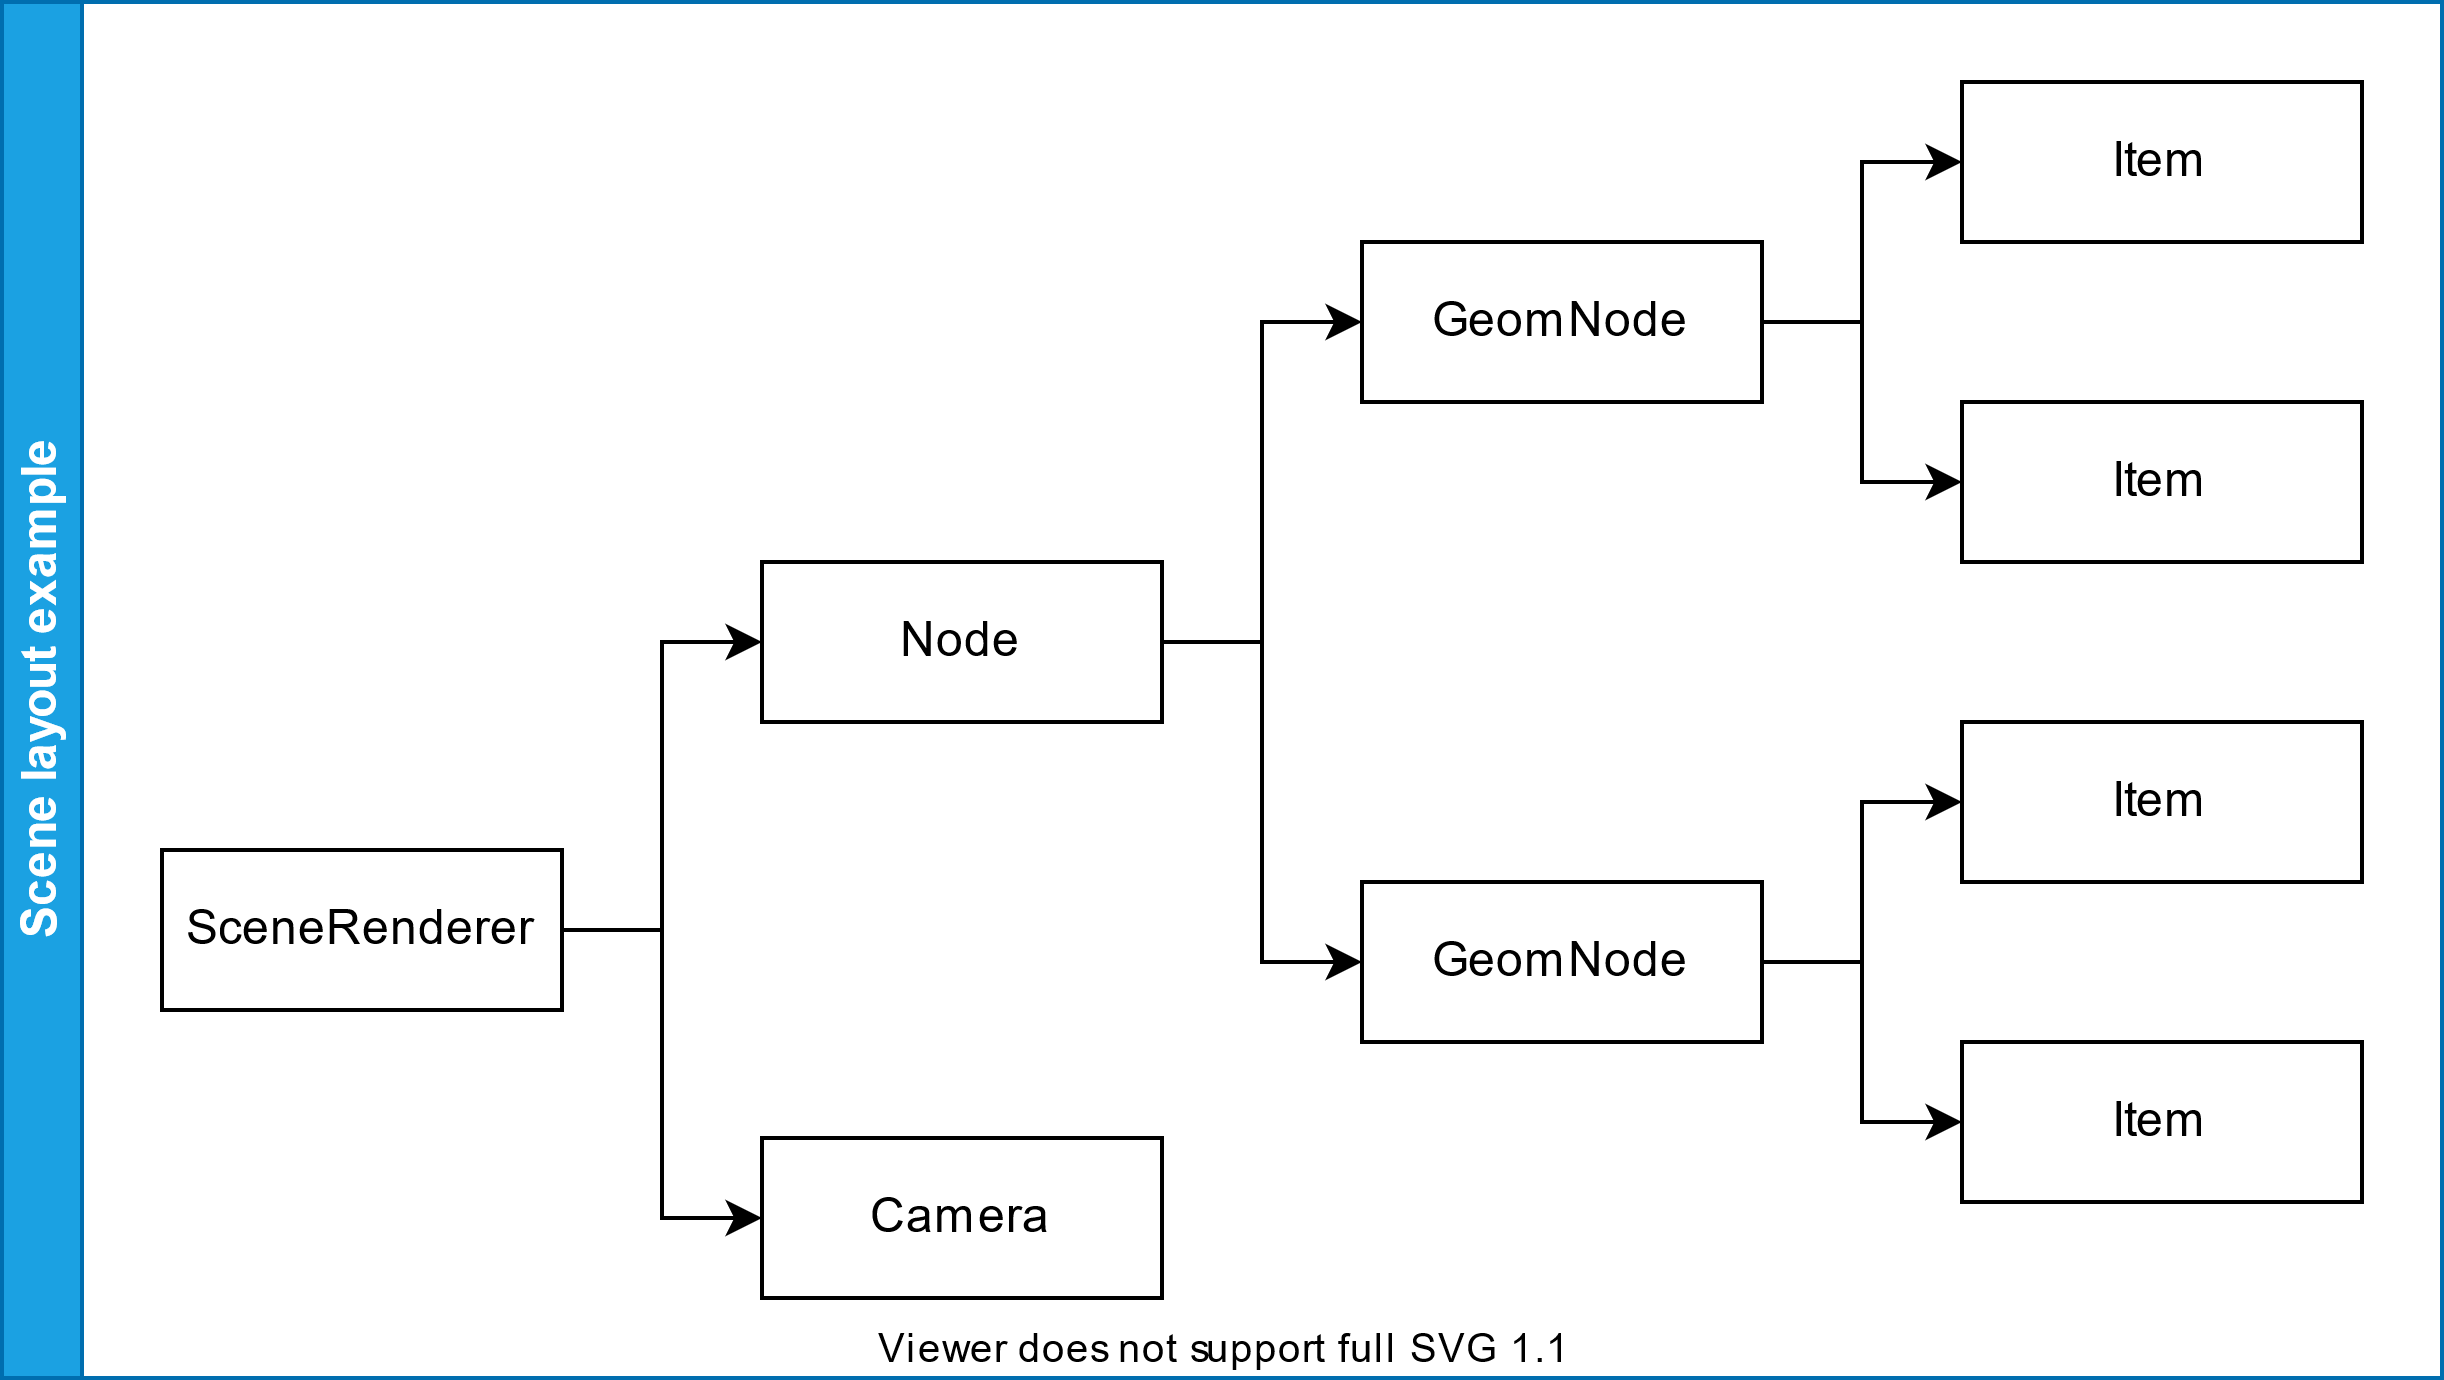 Scene layout example
Item
GeomNode
Item
Node
Item
SceneRenderer
GeomNode
Item
Camera
Viewer does not support full SVG 1.1